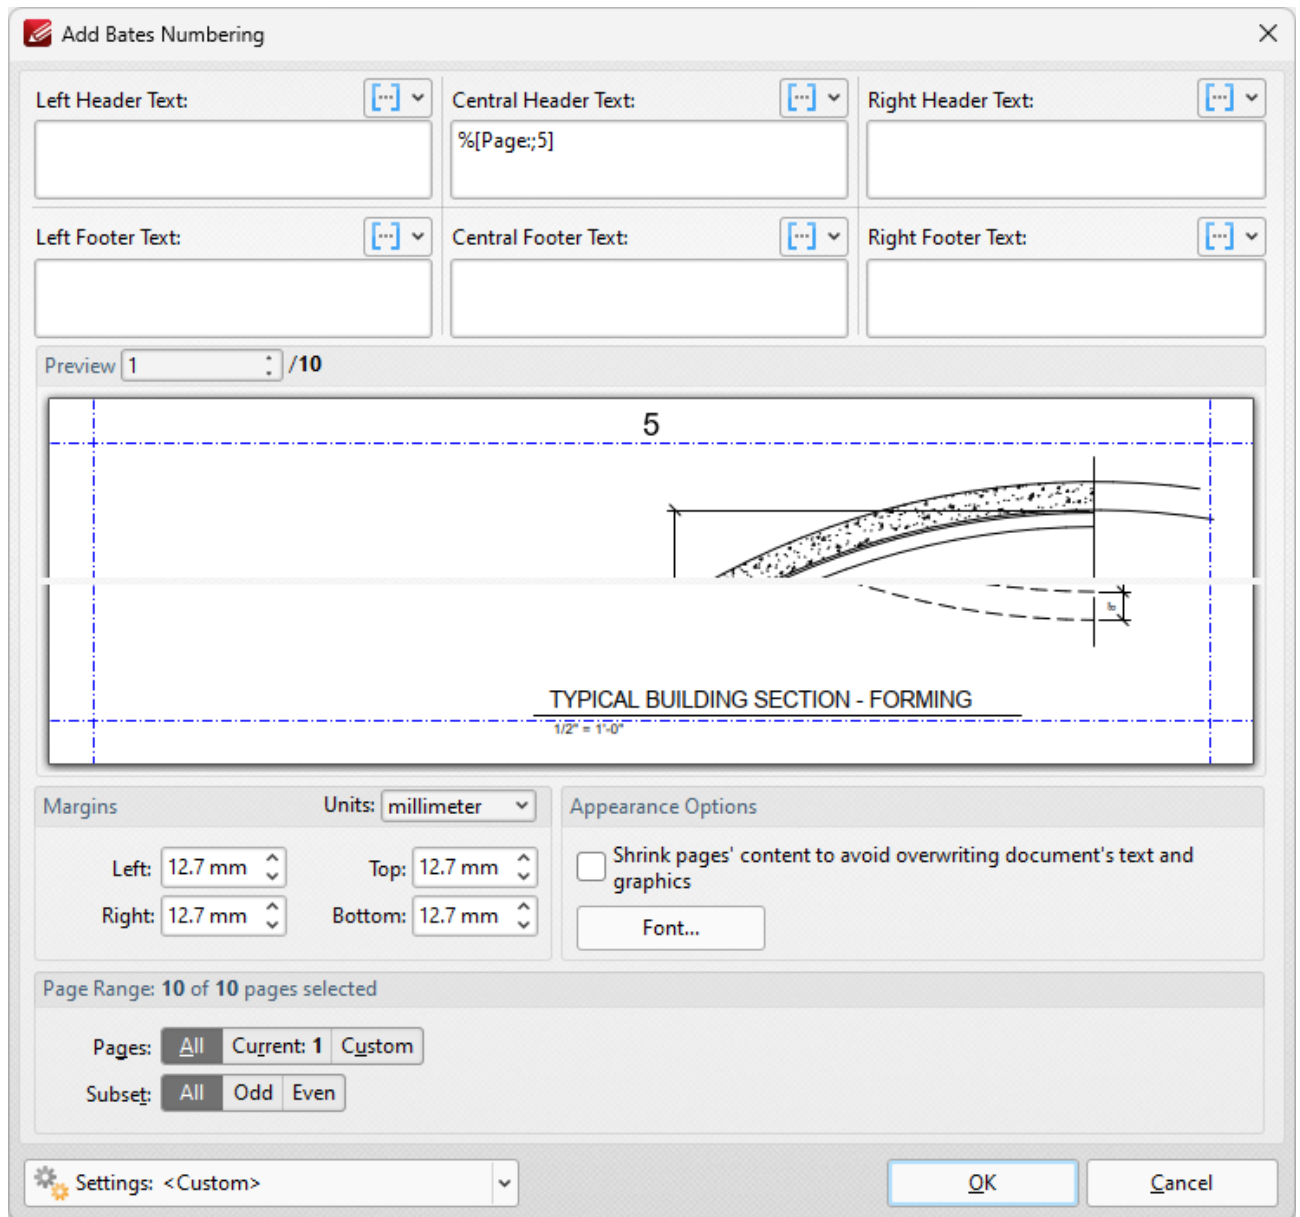 Add Bates Numbering
Left Header Text:
Central Header Text:
Right Header Text:
%[Page:;5]
Left Footer Text:
Central Footer Text:
Right Footer Text:
Preview 1 /10
5
TYPICAL BUILDING SECTION - FORMING
1/2" = 1'-0"
Margins
Units: millimeter
Left: 12.7 mm
Top: 12.7 mm
Right: 12.7 mm
Bottom: 12.7 mm
Appearance Options
Shrink pages' content to avoid overwriting document's text and
graphics
Font...
Page Range: 10 of 10 pages selected
Pages: All Current: 1 Custom
Subset: All Odd Even
Settings: <Custom>
OK
Cancel